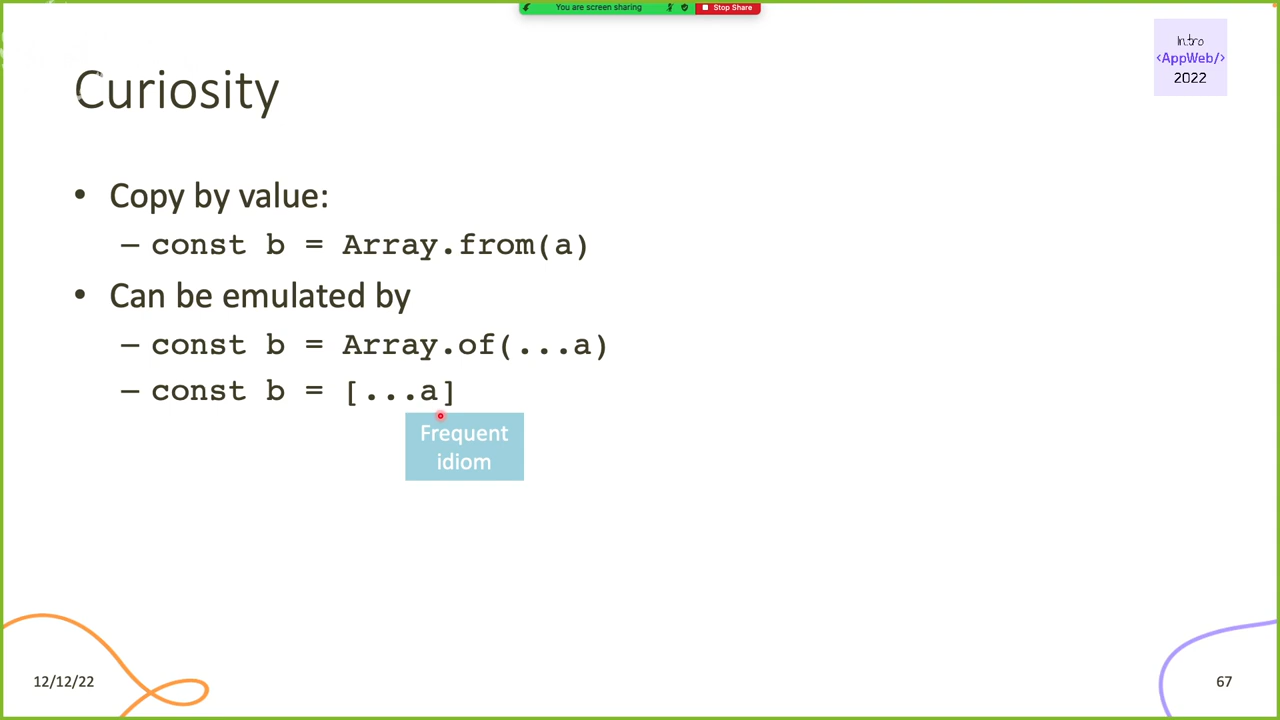 You are screen sharing
Stop Share
Intro
<AppWeb/>
2022
Curiosity
• Copy by value:
– const b = Array.from(a)
• Can be emulated by
– const b = Array.of(...a)
– const b = [...a]
Frequent
idiom
12/12/22
67